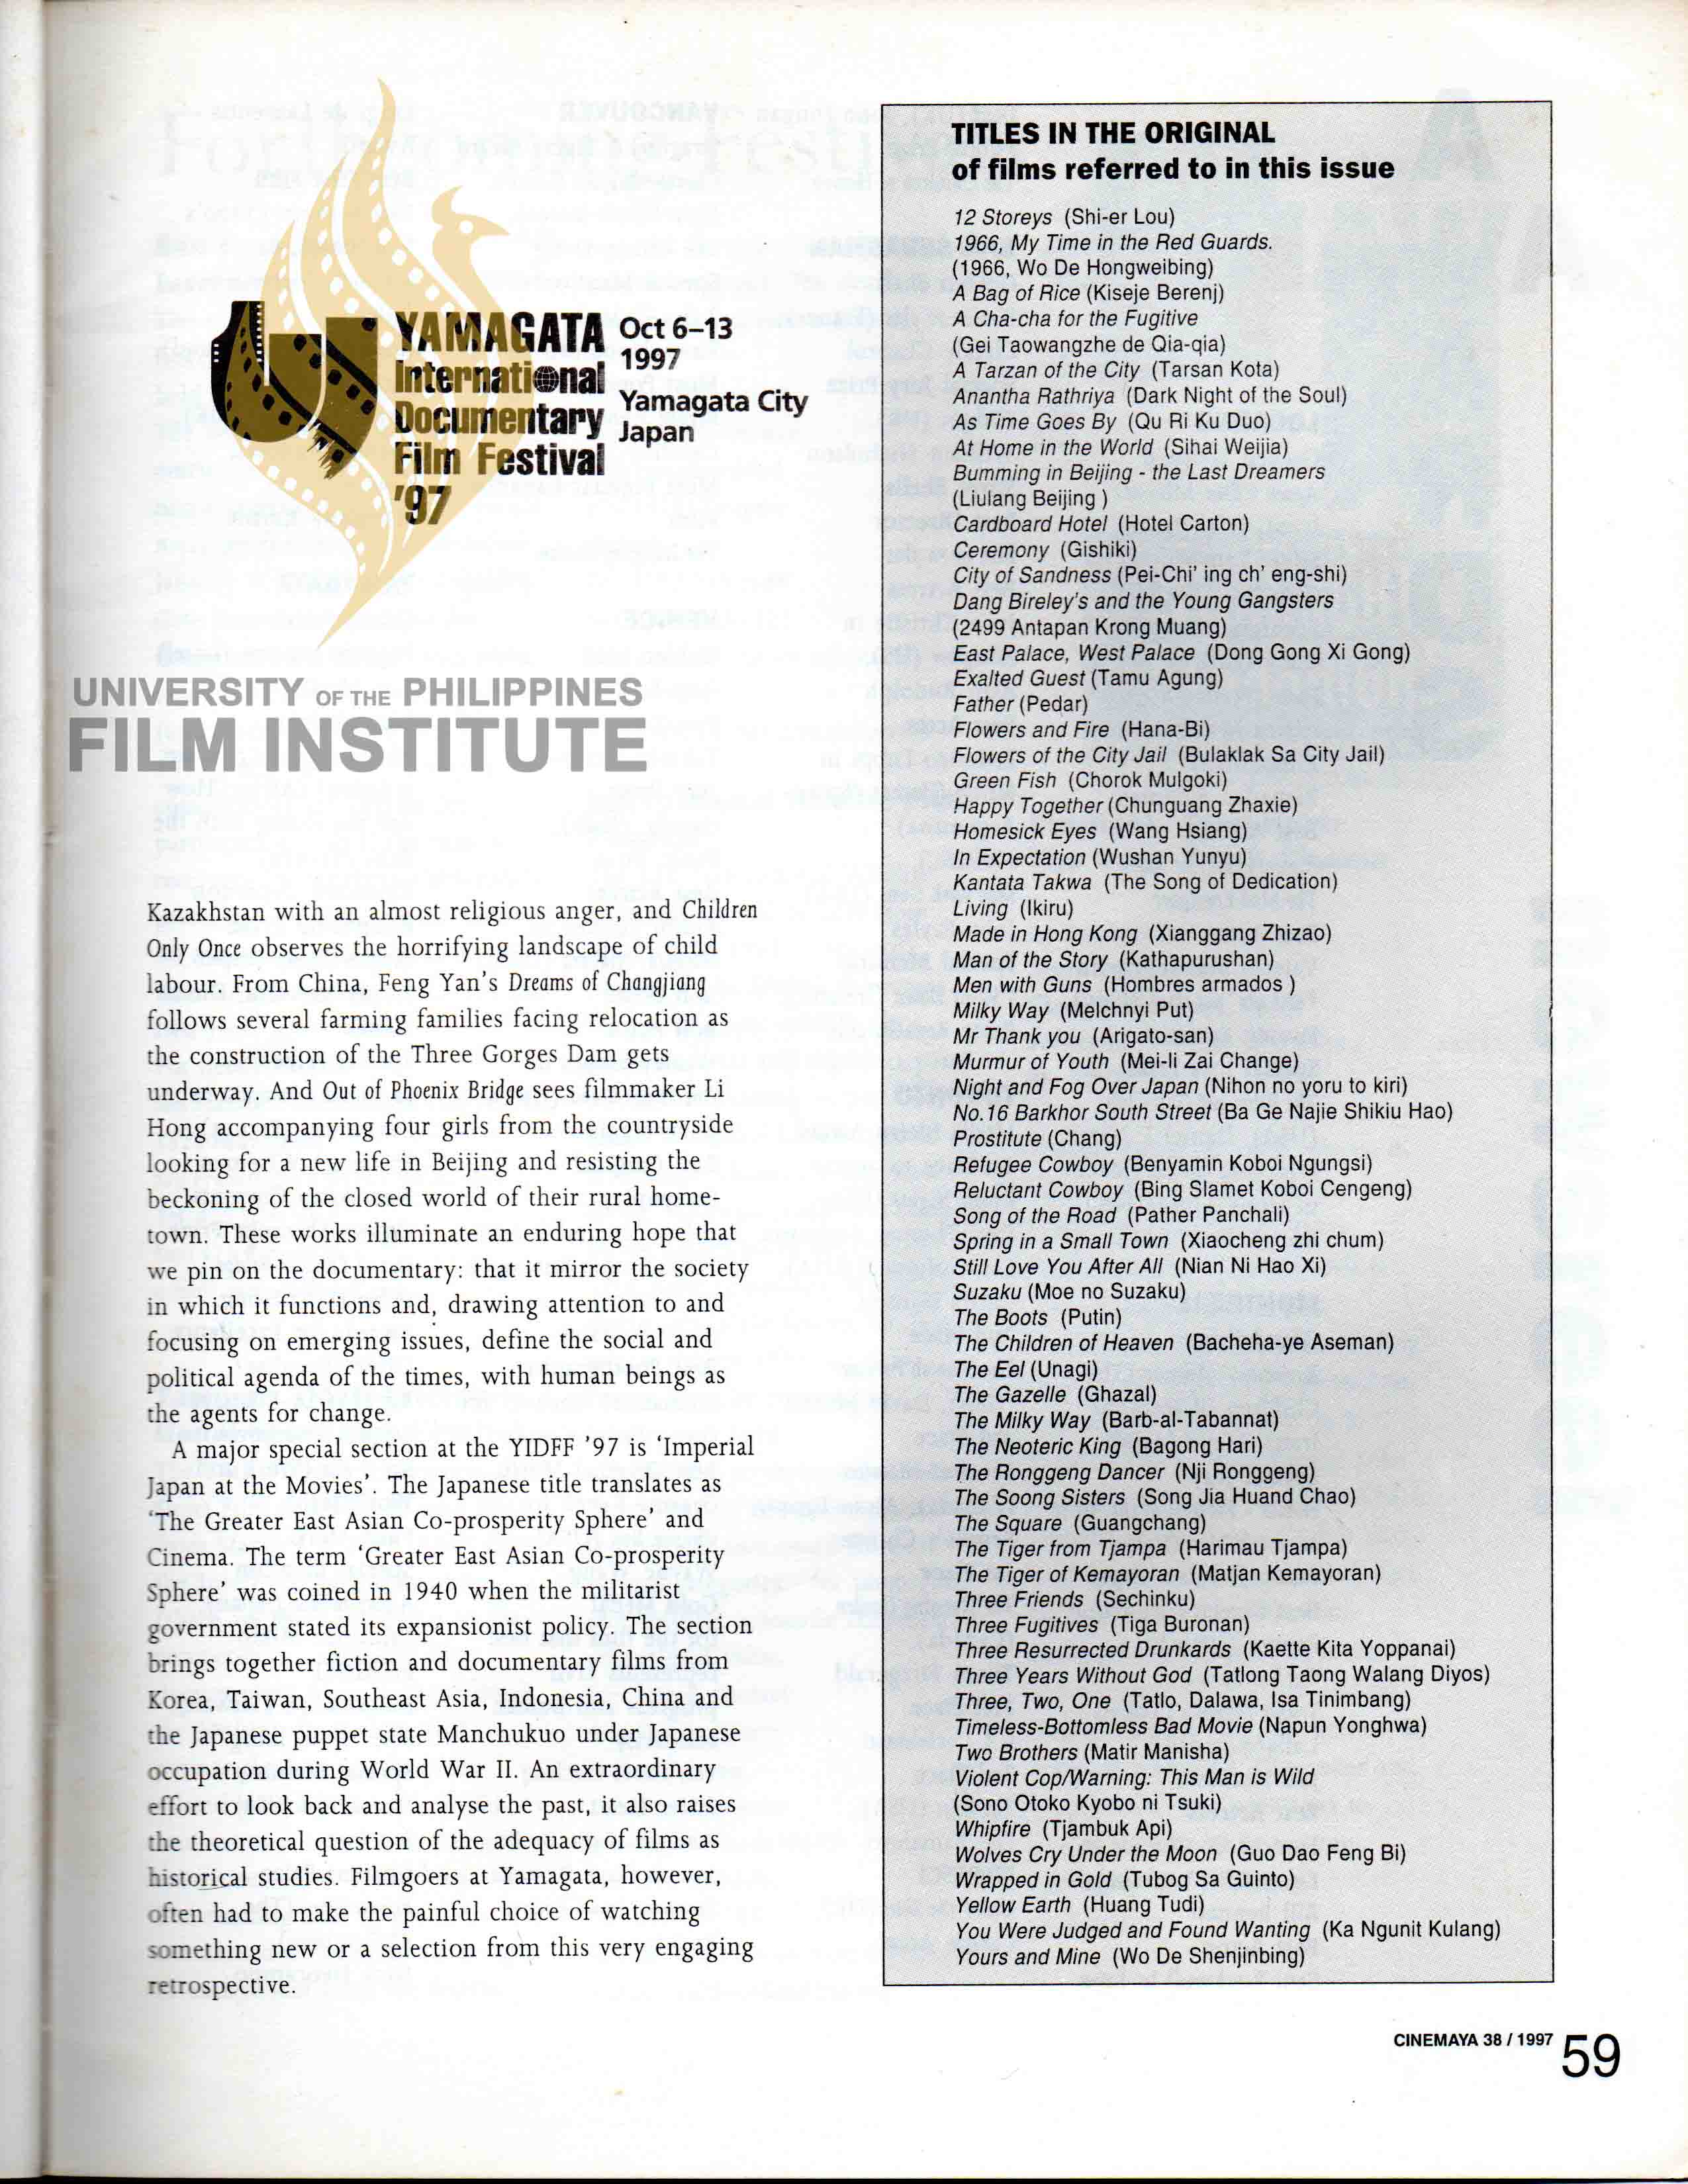 YAMAGATA
International
Documentary
Film Festival
'97
Oct 6–13
1997
Yamagata City
Japan
UNIVERSITY OF THE PHILIPPINES
FILM INSTITUTE
Kazakhstan with an almost religious anger, and Children
Only Once observes the horrifying landscape of child
labour. From China, Feng Yan's Dreams of Changjiang
follows several farming families facing relocation as
the construction of the Three Gorges Dam gets
underway. And Out of Phoenix Bridge sees filmmaker Li
Hong accompanying four girls from the countryside
looking for a new life in Beijing and resisting the
beckoning of the closed world of their rural home-
town. These works illuminate an enduring hope that
we pin on the documentary: that it mirror the society
in which it functions and, drawing attention to and
focusing on emerging issues, define the social and
political agenda of the times, with human beings as
the agents for change.
A major special section at the YIDFF '97 is 'Imperial
Japan at the Movies'. The Japanese title translates as
'The Greater East Asian Co-prosperity Sphere' and
Cinema. The term 'Greater East Asian Co-prosperity
Sphere' was coined in 1940 when the militarist
government stated its expansionist policy. The section
brings together fiction and documentary films from
Korea, Taiwan, Southeast Asia, Indonesia, China and
the Japanese puppet state Manchukuo under Japanese
occupation during World War II. An extraordinary
effort to look back and analyse the past, it also raises
the theoretical question of the adequacy of films as
historical studies. Filmgoers at Yamagata, however,
often had to make the painful choice of watching
something new or a selection from this very engaging
retrospective.
TITLES IN THE ORIGINAL
of films referred to in this issue
12 Storeys (Shi-er Lou)
1966, My Time in the Red Guards.
(1966, Wo De Hongweibing)
A Bag of Rice (Kiseje Berenj)
A Cha-cha for the Fugitive
(Gei Taowangzhe de Qia-qia)
A Tarzan of the City (Tarsan Kota)
Anantha Rathriya (Dark Night of the Soul)
As Time Goes By (Qu Ri Ku Duo)
At Home in the World (Sihai Weijia)
Bumming in Beijing - the Last Dreamers
(Liulang Beijing )
Cardboard Hotel (Hotel Carton)
Ceremony (Gishiki)
City of Sandness (Pei-Chi' ing ch' eng-shi)
Dang Bireley's and the Young Gangsters
(2499 Antapan Krong Muang)
East Palace, West Palace (Dong Gong Xi Gong)
Exalted Guest (Tamu Agung)
Father (Pedar)
Flowers and Fire (Hana-Bi)
Flowers of the City Jail (Bulaklak Sa City Jail)
Green Fish (Chorok Mulgoki)
Happy Together (Chunguang Zhaxie)
Homesick Eyes (Wang Hsiang)
In Expectation (Wushan Yunyu)
Kantata Takwa (The Song of Dedication)
Living (Ikiru)
Made in Hong Kong (Xianggang Zhizao)
Man of the Story (Kathapurushan)
Men with Guns (Hombres armados )
Milky Way (Melchnyi Put)
Mr Thank you (Arigato-san)
Murmur of Youth (Mei-li Zai Change)
Night and Fog Over Japan (Nihon no yoru to kiri)
No.16 Barkhor South Street (Ba Ge Najie Shikiu Hao)
Prostitute (Chang)
Refugee Cowboy (Benyamin Koboi Ngungsi)
Reluctant Cowboy (Bing Slamet Koboi Cengeng)
Song of the Road (Pather Panchali)
Spring in a Small Town (Xiaocheng zhi chum)
Still Love You After All (Nian Ni Hao Xi)
Suzaku (Moe no Suzaku)
The Boots (Putin)
The Children of Heaven (Bacheha-ye Aseman)
The Eel (Unagi)
The Gazelle (Ghazal)
The Milky Way (Barb-al-Tabannat)
The Neoteric King (Bagong Hari)
The Ronggeng Dancer (Nji Ronggeng)
The Soong Sisters (Song Jia Huand Chao)
The Square (Guangchang)
The Tiger from Tjampa (Harimau Tjampa)
The Tiger of Kemayoran (Matjan Kemayoran)
Three Friends (Sechinku)
Three Fugitives (Tiga Buronan)
Three Resurrected Drunkards (Kaette Kita Yoppanai)
Three Years Without God (Tatlong Taong Walang Diyos)
Three, Two, One (Tatlo, Dalawa, Isa Tinimbang)
Timeless-Bottomless Bad Movie (Napun Yonghwa)
Two Brothers (Matir Manisha)
Violent Cop/Warning: This Man is Wild
(Sono Otoko Kyobo ni Tsuki)
Whipfire (Tjambuk Api)
Wolves Cry Under the Moon (Guo Dao Feng Bi)
Wrapped in Gold (Tubog Sa Guinto)
Yellow Earth (Huang Tudi)
You Were Judged and Found Wanting (Ka Ngunit Kulang)
Yours and Mine (Wo De Shenjinbing)
CINEMAYA 38 / 1997 59